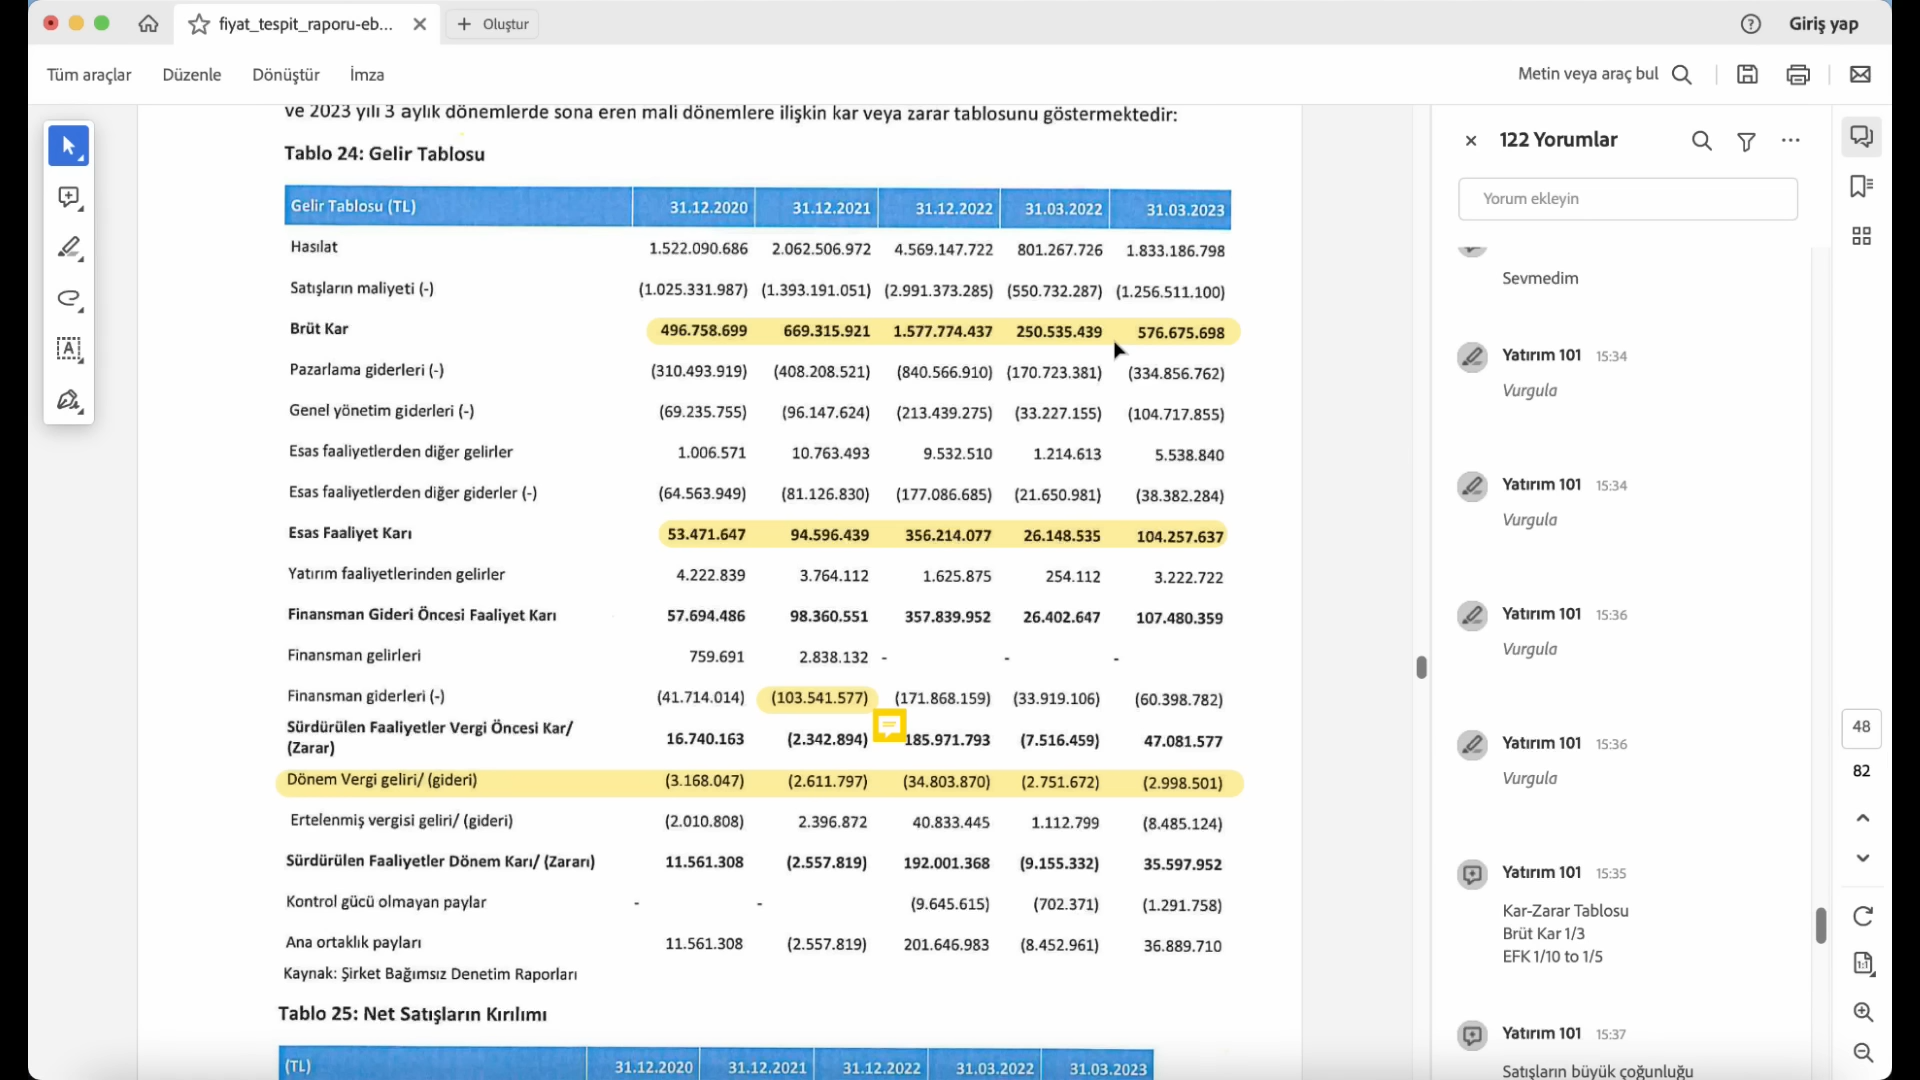 fiyat_tespit_raporu-eb...
Oluştur
Giriş yap
Tüm araçlar Düzenle Dönüştür İmza
Metin veya araç bul
ve 2023 yılı 3 aylık dönemlerde sona eren mali dönemlere ilişkin kar veya zarar tablosunu göstermektedir:
Tablo 24: Gelir Tablosu
Gelir Tablosu (TL) 31.12.2020 31.12.2021 31.12.2022 31.03.2022 31.03.2023
Hasılat 1.522.090.686 2.062.506.972 4.569.147.722 801.267.726 1.833.186.798
Satışların maliyeti (-) (1.025.331.987) (1.393.191.051) (2.991.373.285) (550.732.287) (1.256.511.100)
Brüt Kar 496.758.699 669.315.921 1.577.774.437 250.535.439 576.675.698
Pazarlama giderleri (-) (310.493.919) (408.208.521) (840.566.910) (170.723.381) (334.856.762)
Genel yönetim giderleri (-) (69.235.755) (96.147.624) (213.439.275) (33.227.155) (104.717.855)
Esas faaliyetlerden diğer gelirler 1.006.571 10.763.493 9.532.510 1.214.613 5.538.840
Esas faaliyetlerden diğer giderler (-) (64.563.949) (81.126.830) (177.086.685) (21.650.981) (38.382.284)
Esas Faaliyet Karı 53.471.647 94.596.439 356.214.077 26.148.535 104.257.637
Yatırım faaliyetlerinden gelirler 4.222.839 3.764.112 1.625.875 254.112 3.222.722
Finansman Gideri Öncesi Faaliyet Karı 57.694.486 98.360.551 357.839.952 26.402.647 107.480.359
Finansman gelirleri 759.691 2.838.132 - - -
Finansman giderleri (-) (41.714.014) (103.541.577) (171.868.159) (33.919.106) (60.398.782)
Sürdürülen Faaliyetler Vergi Öncesi Kar/
(Zarar) 16.740.163 (2.342.894) 185.971.793 (7.516.459) 47.081.577
Dönem Vergi geliri/ (gideri) (3.168.047) (2.611.797) (34.803.870) (2.751.672) (2.998.501)
Ertelenmiş vergisi geliri/ (gideri) (2.010.808) 2.396.872 40.833.445 1.112.799 (8.485.124)
Sürdürülen Faaliyetler Dönem Karı/ (Zararı) 11.561.308 (2.557.819) 192.001.368 (9.155.332) 35.597.952
Kontrol gücü olmayan paylar - - (9.645.615) (702.371) (1.291.758)
Ana ortaklık payları 11.561.308 (2.557.819) 201.646.983 (8.452.961) 36.889.710
Kaynak: Şirket Bağımsız Denetim Raporları
Tablo 25: Net Satışların Kırılımı
(TL) 31.12.2020 31.12.2021 31.12.2022 31.03.2022 31.03.2023
122 Yorumlar
Yorum ekleyin
Sevmedim
Yatırım 101 15:34
Vurgula
Yatırım 101 15:34
Vurgula
Yatırım 101 15:36
Vurgula
Yatırım 101 15:36
Vurgula
Yatırım 101 15:35
Kar-Zarar Tablosu
Brüt Kar 1/3
EFK 1/10 to 1/5
Yatırım 101 15:37
Satışların büyük çoğunluğu
48
82